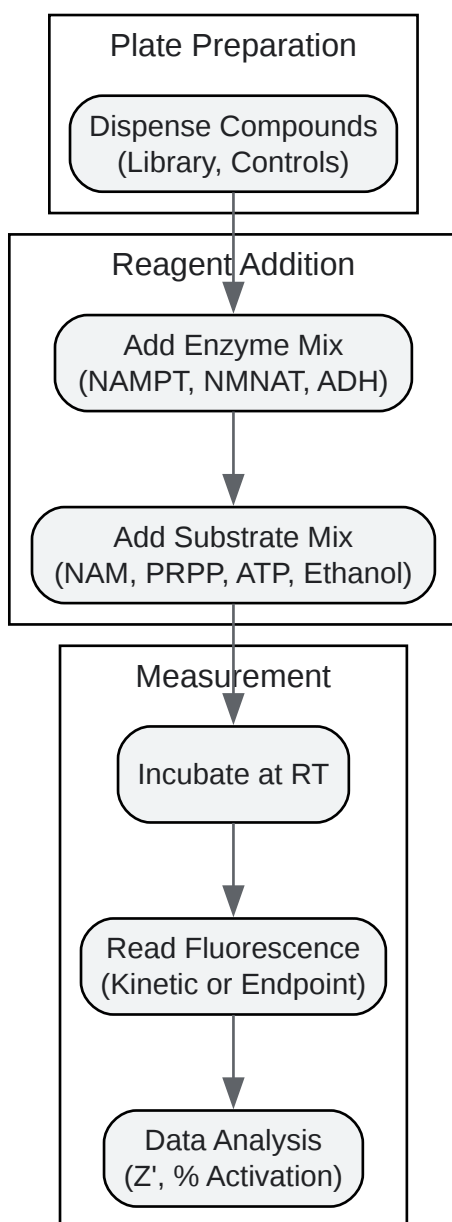 Plate Preparation
Dispense Compounds
(Library, Controls)
Reagent Addition
Add Enzyme Mix
(NAMPT, NMNAT, ADH)
Add Substrate Mix
(NAM, PRPP, ATP, Ethanol)
Measurement
Incubate at RT
Read Fluorescence
(Kinetic or Endpoint)
Data Analysis
(Z', % Activation)